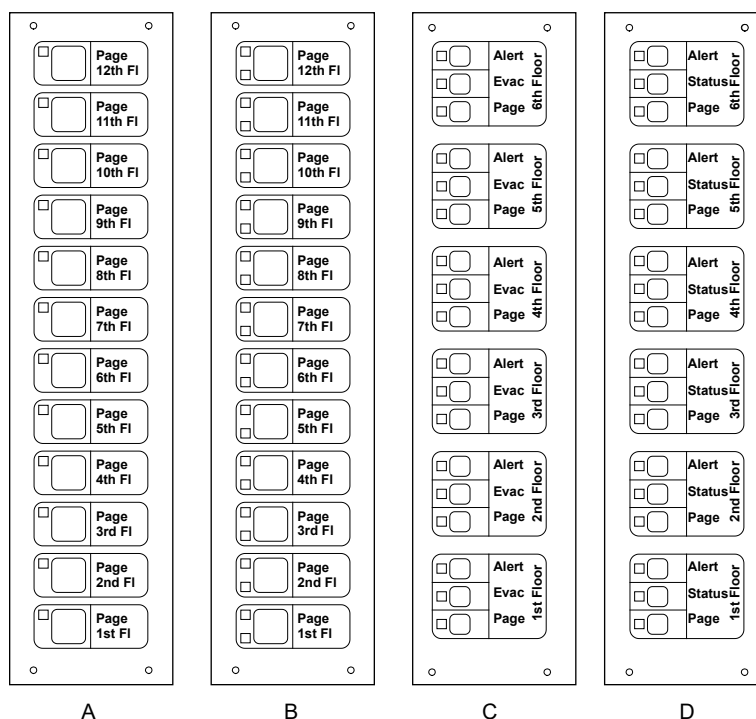 Page
12th Fl
Page
11th Fl
Page
10th Fl
Page
9th Fl
Page
8th Fl
Page
7th Fl
Page
6th Fl
Page
5th Fl
Page
4th Fl
Page
3rd Fl
Page
2nd Fl
Page
1st Fl
A
Page
12th Fl
Page
11th Fl
Page
10th Fl
Page
9th Fl
Page
8th Fl
Page
7th Fl
Page
6th Fl
Page
5th Fl
Page
4th Fl
Page
3rd Fl
Page
2nd Fl
Page
1st Fl
B
Alert
Evac
Page
6th Floor
Alert
Evac
Page
5th Floor
Alert
Evac
Page
4th Floor
Alert
Evac
Page
3rd Floor
Alert
Evac
Page
2nd Floor
Alert
Evac
Page
1st Floor
C
Alert
Status
Page
6th Floor
Alert
Status
Page
5th Floor
Alert
Status
Page
4th Floor
Alert
Status
Page
3rd Floor
Alert
Status
Page
2nd Floor
Alert
Status
Page
1st Floor
D